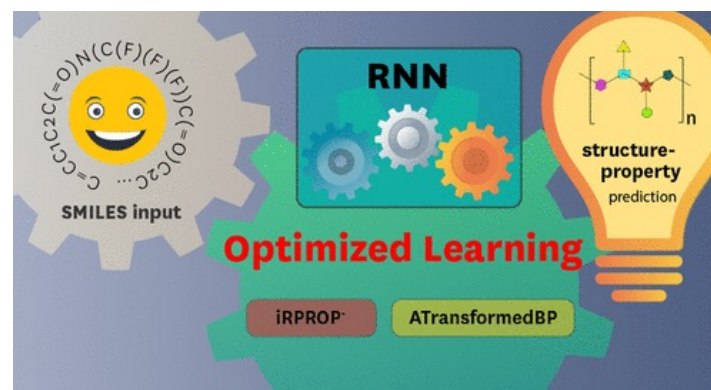 C=CC1C2C(=O)N(C(F)(F)(F))C(=O)C2C...
SMILES input
RNN
Optimized Learning
iRPROP⁻
ATransformedBP
n
structure-
property
prediction